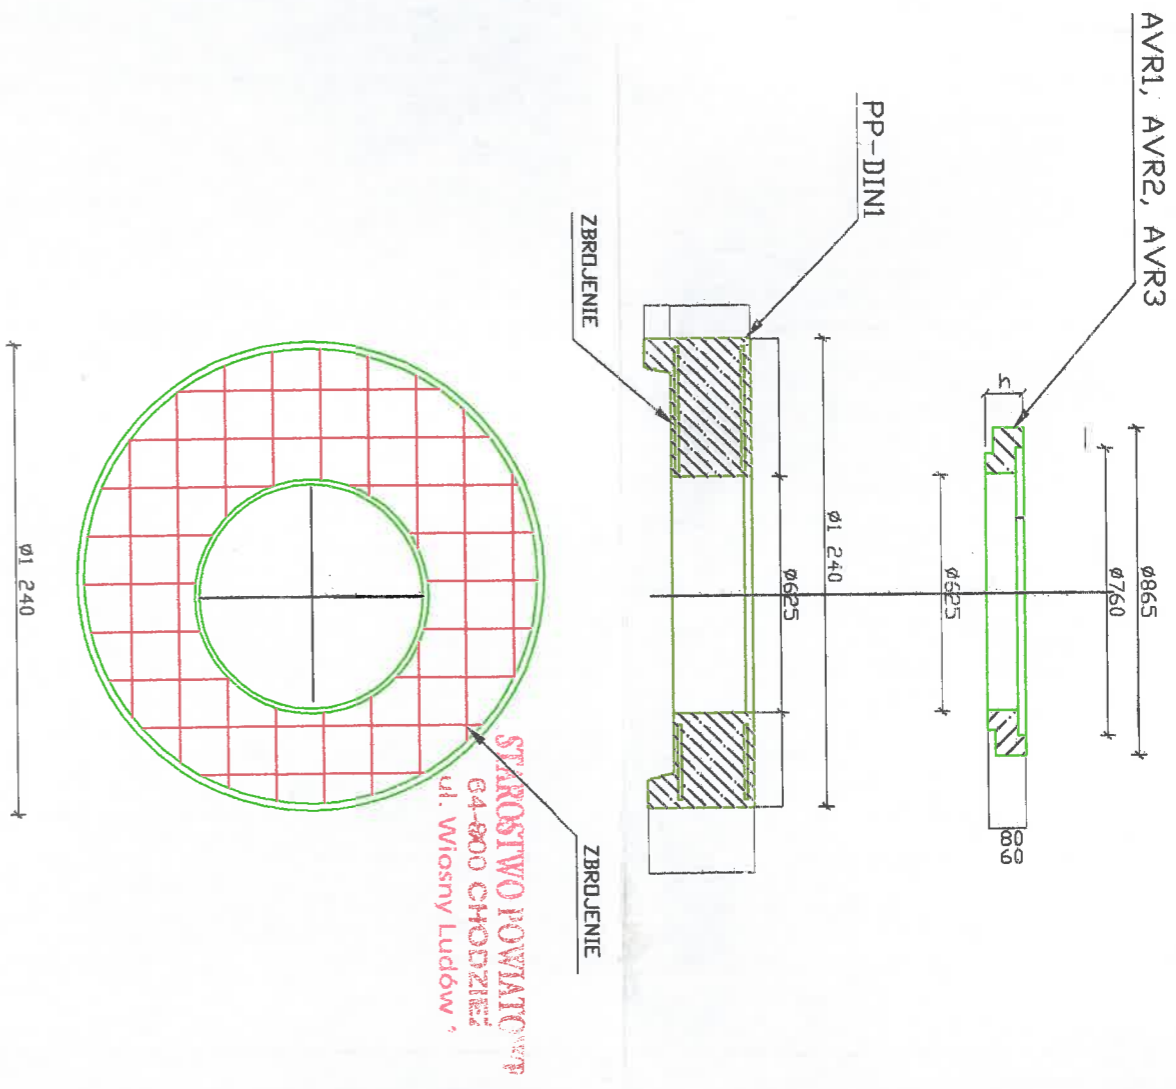 AVR1, AVR2, AVR3
h
80
60
Ø865
Ø760
Ø625
PP-DIN1
Ø1 240
Ø625
ZBROJENIE
ZBROJENIE
Ø1 240
STAROSTWO POWIATOWE
64-800 CHODZIEŻ
ul. Wiosny Ludów